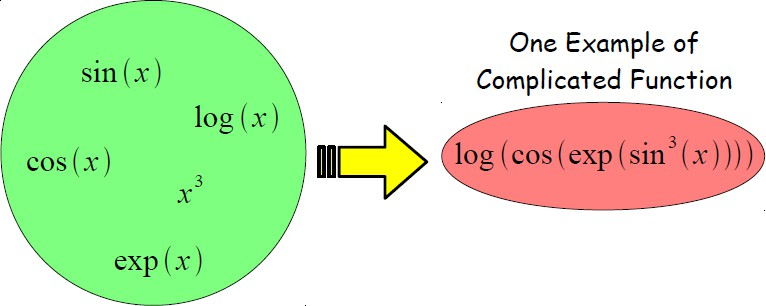 sin(x)
log(x)
cos(x)
x³
exp(x)
One Example of
Complicated Function
log(cos(exp(sin³(x))))